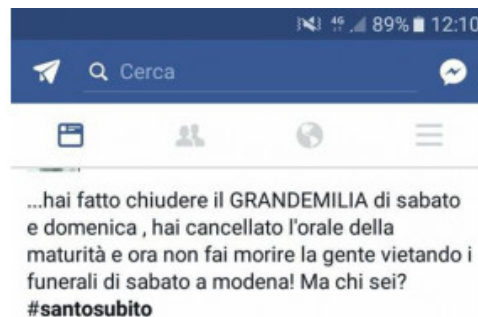 4G 89% 12:10
Cerca
...hai fatto chiudere il GRANDEMILIA di sabato
e domenica , hai cancellato l'orale della
maturità e ora non fai morire la gente vietando i
funerali di sabato a modena! Ma chi sei?
#santosubito